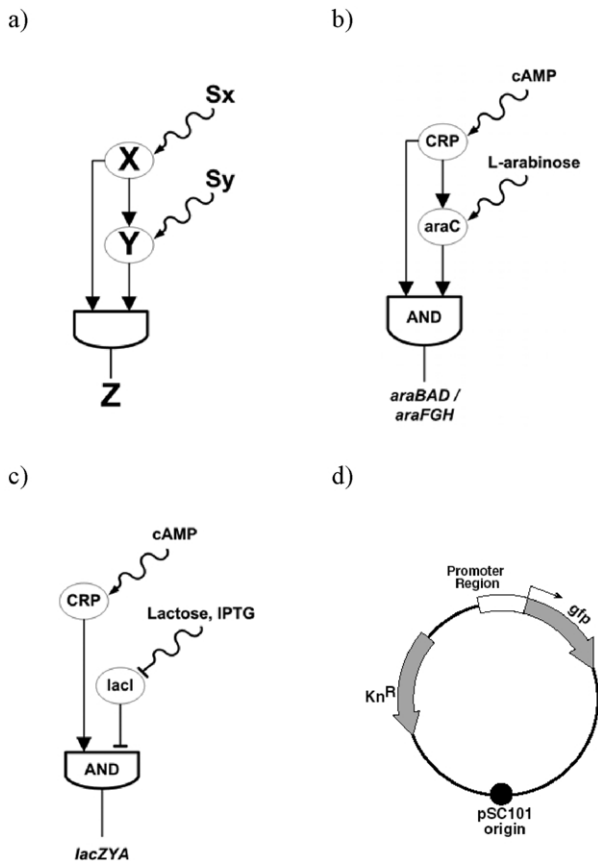 a)
Sx
X
Sy
Y
Z
b)
cAMP
CRP
L-arabinose
araC
AND
araBAD /
araFGH
c)
cAMP
CRP
Lactose, IPTG
lacI
AND
lacZYA
d)
Promoter
Region
gfp
KnR
pSC101
origin